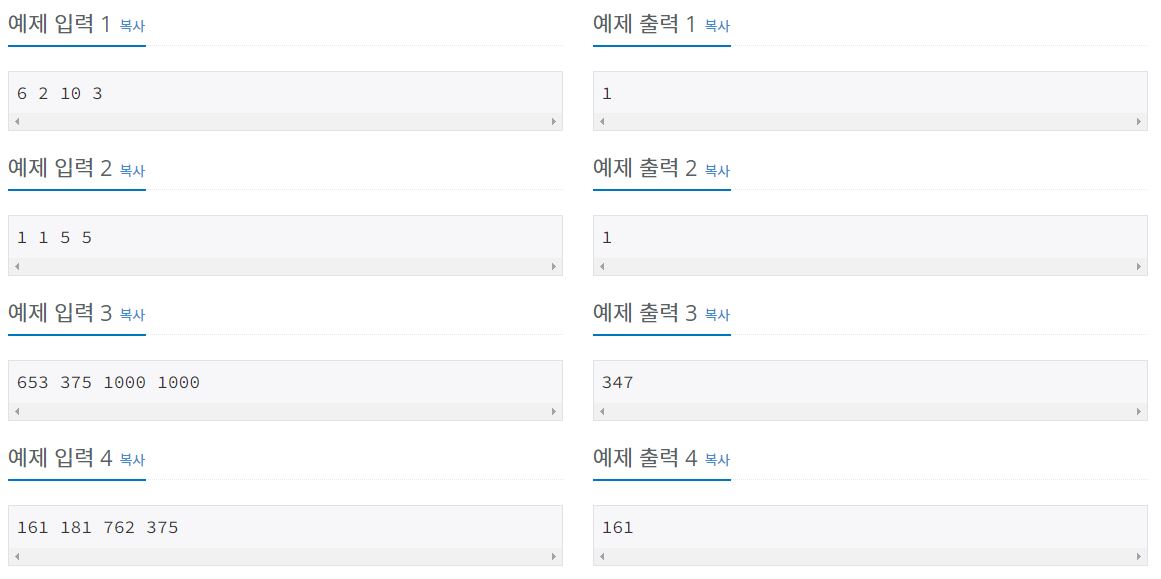 예제 입력 1 복사
예제 출력 1 복사
6 2 10 3
1
예제 입력 2 복사
예제 출력 2 복사
1 1 5 5
1
예제 입력 3 복사
예제 출력 3 복사
653 375 1000 1000
347
예제 입력 4 복사
예제 출력 4 복사
161 181 762 375
161